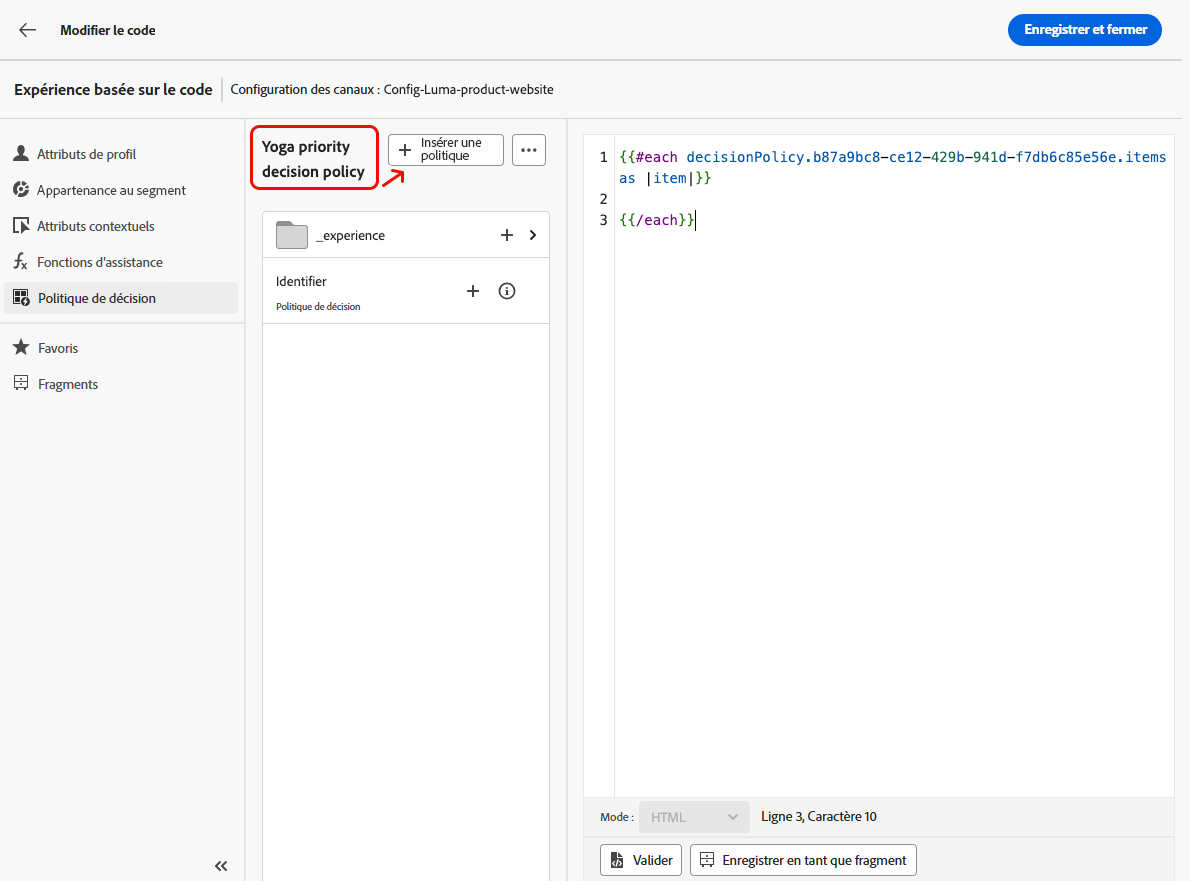 Modifier le code
Enregistrer et fermer
Expérience basée sur le code
Configuration des canaux : Config-Luma-product-website
Attributs de profil
Appartenance au segment
Attributs contextuels
Fonctions d'assistance
Politique de décision
Favoris
Fragments
Yoga priority
decision policy
Insérer une
politique
_experience
Identifier
Politique de décision
1 {{#each decisionPolicy.b87a9bc8-ce12-429b-941d-f7db6c85e56e.items
as |item|}}
2
3 {{/each}}
Mode : HTML
Ligne 3, Caractère 10
Valider
Enregistrer en tant que fragment